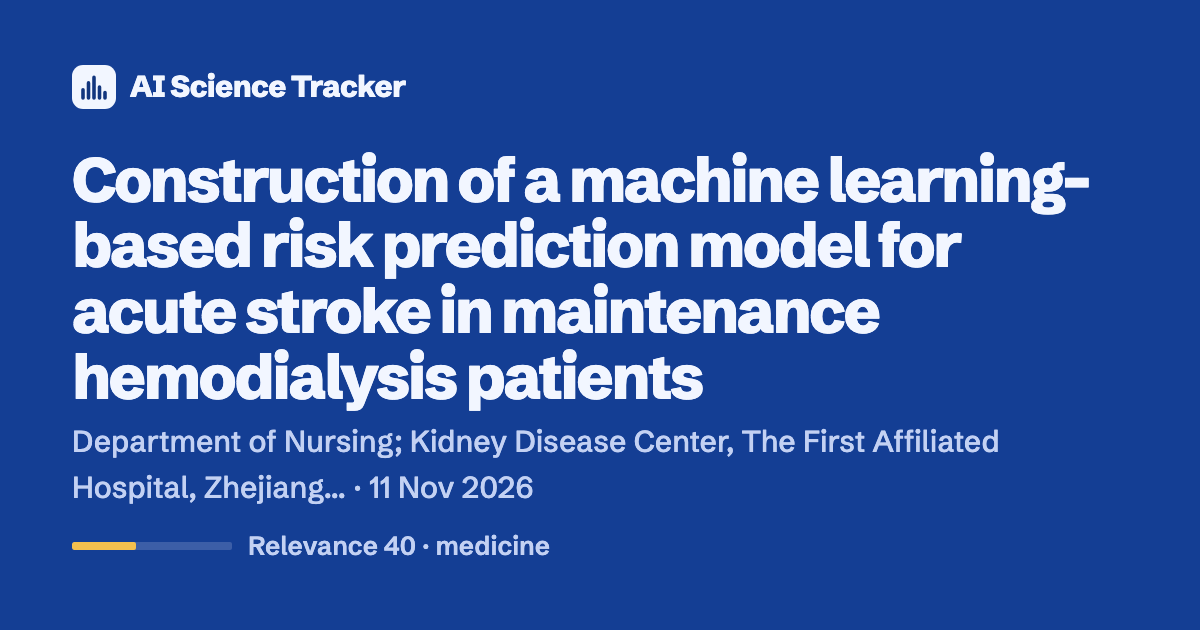 AI Science Tracker
Construction of a machine learning-
based risk prediction model for
acute stroke in maintenance
hemodialysis patients
Department of Nursing; Kidney Disease Center, The First Affiliated
Hospital, Zhejiang... · 11 Nov 2026
Relevance 40 · medicine